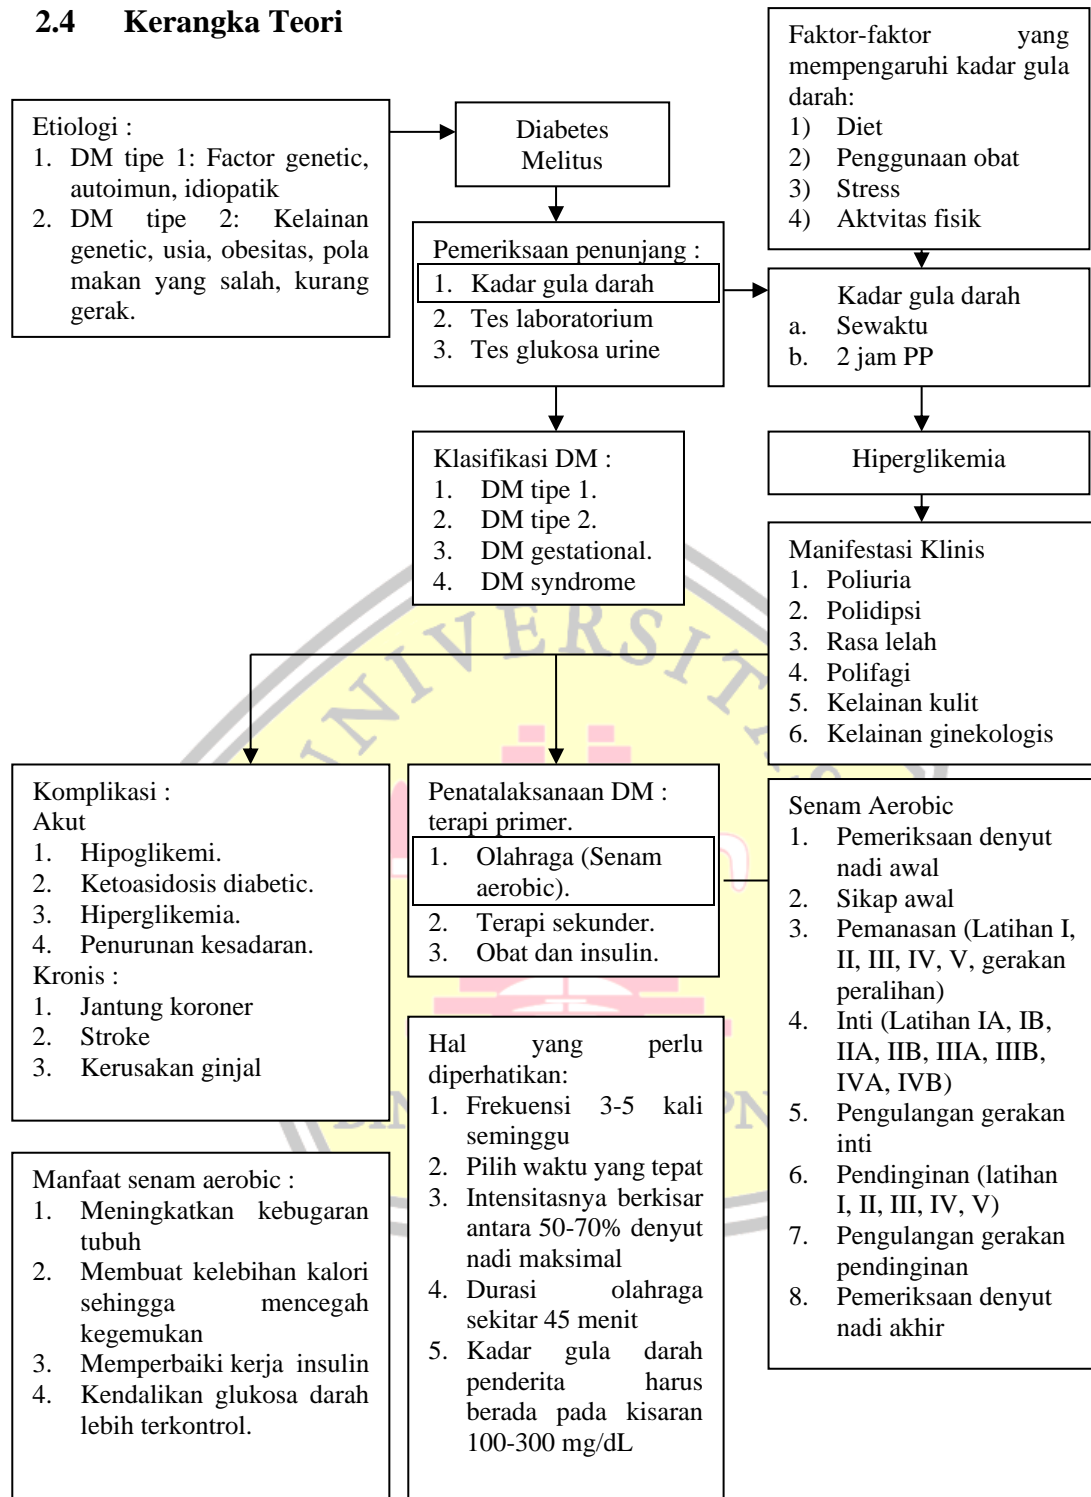 2.4 Kerangka Teori
Faktor-faktor yang
mempengaruhi kadar gula
darah:
1) Diet
2) Penggunaan obat
3) Stress
4) Aktvitas fisik
Etiologi :
1. DM tipe 1: Factor genetic,
autoimun, idiopatik
2. DM tipe 2: Kelainan
genetic, usia, obesitas, pola
makan yang salah, kurang
gerak.
Diabetes
Melitus
Pemeriksaan penunjang :
1. Kadar gula darah
2. Tes laboratorium
3. Tes glukosa urine
Kadar gula darah
a. Sewaktu
b. 2 jam PP
Klasifikasi DM :
1. DM tipe 1.
2. DM tipe 2.
3. DM gestational.
4. DM syndrome
Hiperglikemia
Manifestasi Klinis
1. Poliuria
2. Polidipsi
3. Rasa lelah
4. Polifagi
5. Kelainan kulit
6. Kelainan ginekologis
Komplikasi :
Akut
1. Hipoglikemi.
2. Ketoasidosis diabetic.
3. Hiperglikemia.
4. Penurunan kesadaran.
Kronis :
1. Jantung koroner
2. Stroke
3. Kerusakan ginjal
Penatalaksanaan DM :
terapi primer.
1. Olahraga (Senam
aerobic).
2. Terapi sekunder.
3. Obat dan insulin.
Senam Aerobic
1. Pemeriksaan denyut
nadi awal
2. Sikap awal
3. Pemanasan (Latihan I,
II, III, IV, V, gerakan
peralihan)
4. Inti (Latihan IA, IB,
IIA, IIB, IIIA, IIIB,
IVA, IVB)
5. Pengulangan gerakan
inti
6. Pendinginan (latihan
I, II, III, IV, V)
7. Pengulangan gerakan
pendinginan
8. Pemeriksaan denyut
nadi akhir
Hal yang perlu
diperhatikan:
1. Frekuensi 3-5 kali
seminggu
2. Pilih waktu yang tepat
3. Intensitasnya berkisar
antara 50-70% denyut
nadi maksimal
4. Durasi olahraga
sekitar 45 menit
5. Kadar gula darah
penderita harus
berada pada kisaran
100-300 mg/dL
Manfaat senam aerobic :
1. Meningkatkan kebugaran
tubuh
2. Membuat kelebihan kalori
sehingga mencegah
kegemukan
3. Memperbaiki kerja insulin
4. Kendalikan glukosa darah
lebih terkontrol.